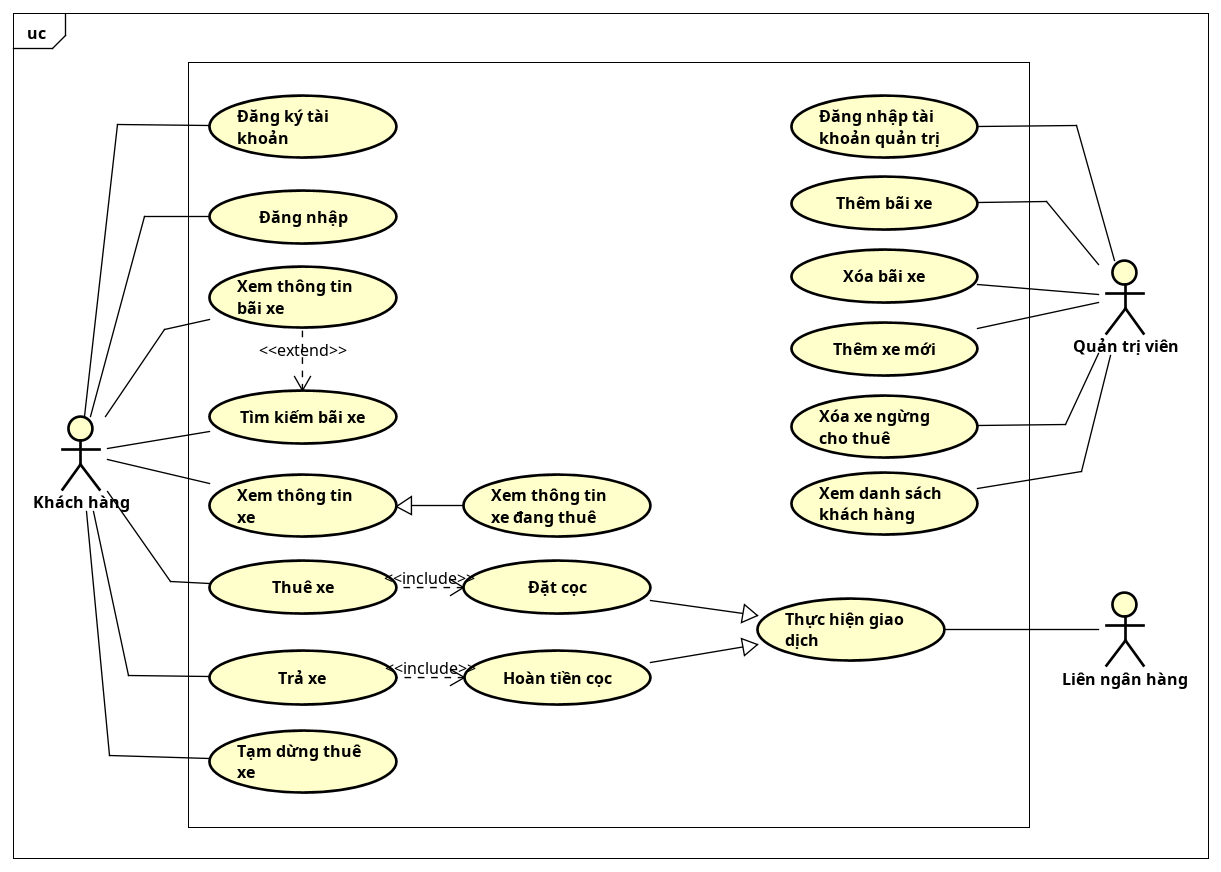 uc
Đăng ký tài
khoản
Đăng nhập
Xem thông tin
bãi xe
<<extend>>
Tìm kiếm bãi xe
Khách hàng
Xem thông tin
xe
Xem thông tin
xe đang thuê
Thuê xe
<<include>>
Đặt cọc
Trả xe
<<include>>
Hoàn tiền cọc
Tạm dừng thuê
xe
Thực hiện giao
dịch
Đăng nhập tài
khoản quản trị
Thêm bãi xe
Xóa bãi xe
Thêm xe mới
Xóa xe ngừng
cho thuê
Xem danh sách
khách hàng
Quản trị viên
Liên ngân hàng